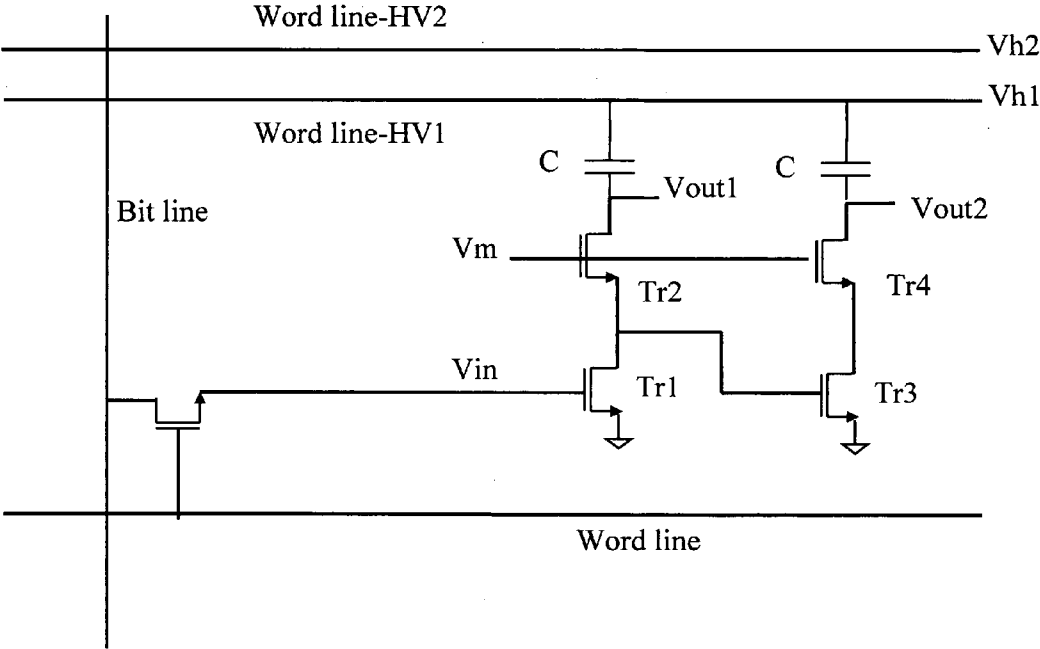 Word line-HV2
Vh2
Vh1
Word line-HV1
C
C
Vout1
Vout2
Bit line
Vm
Tr2
Tr4
Vin
Tr1
Tr3
Word line